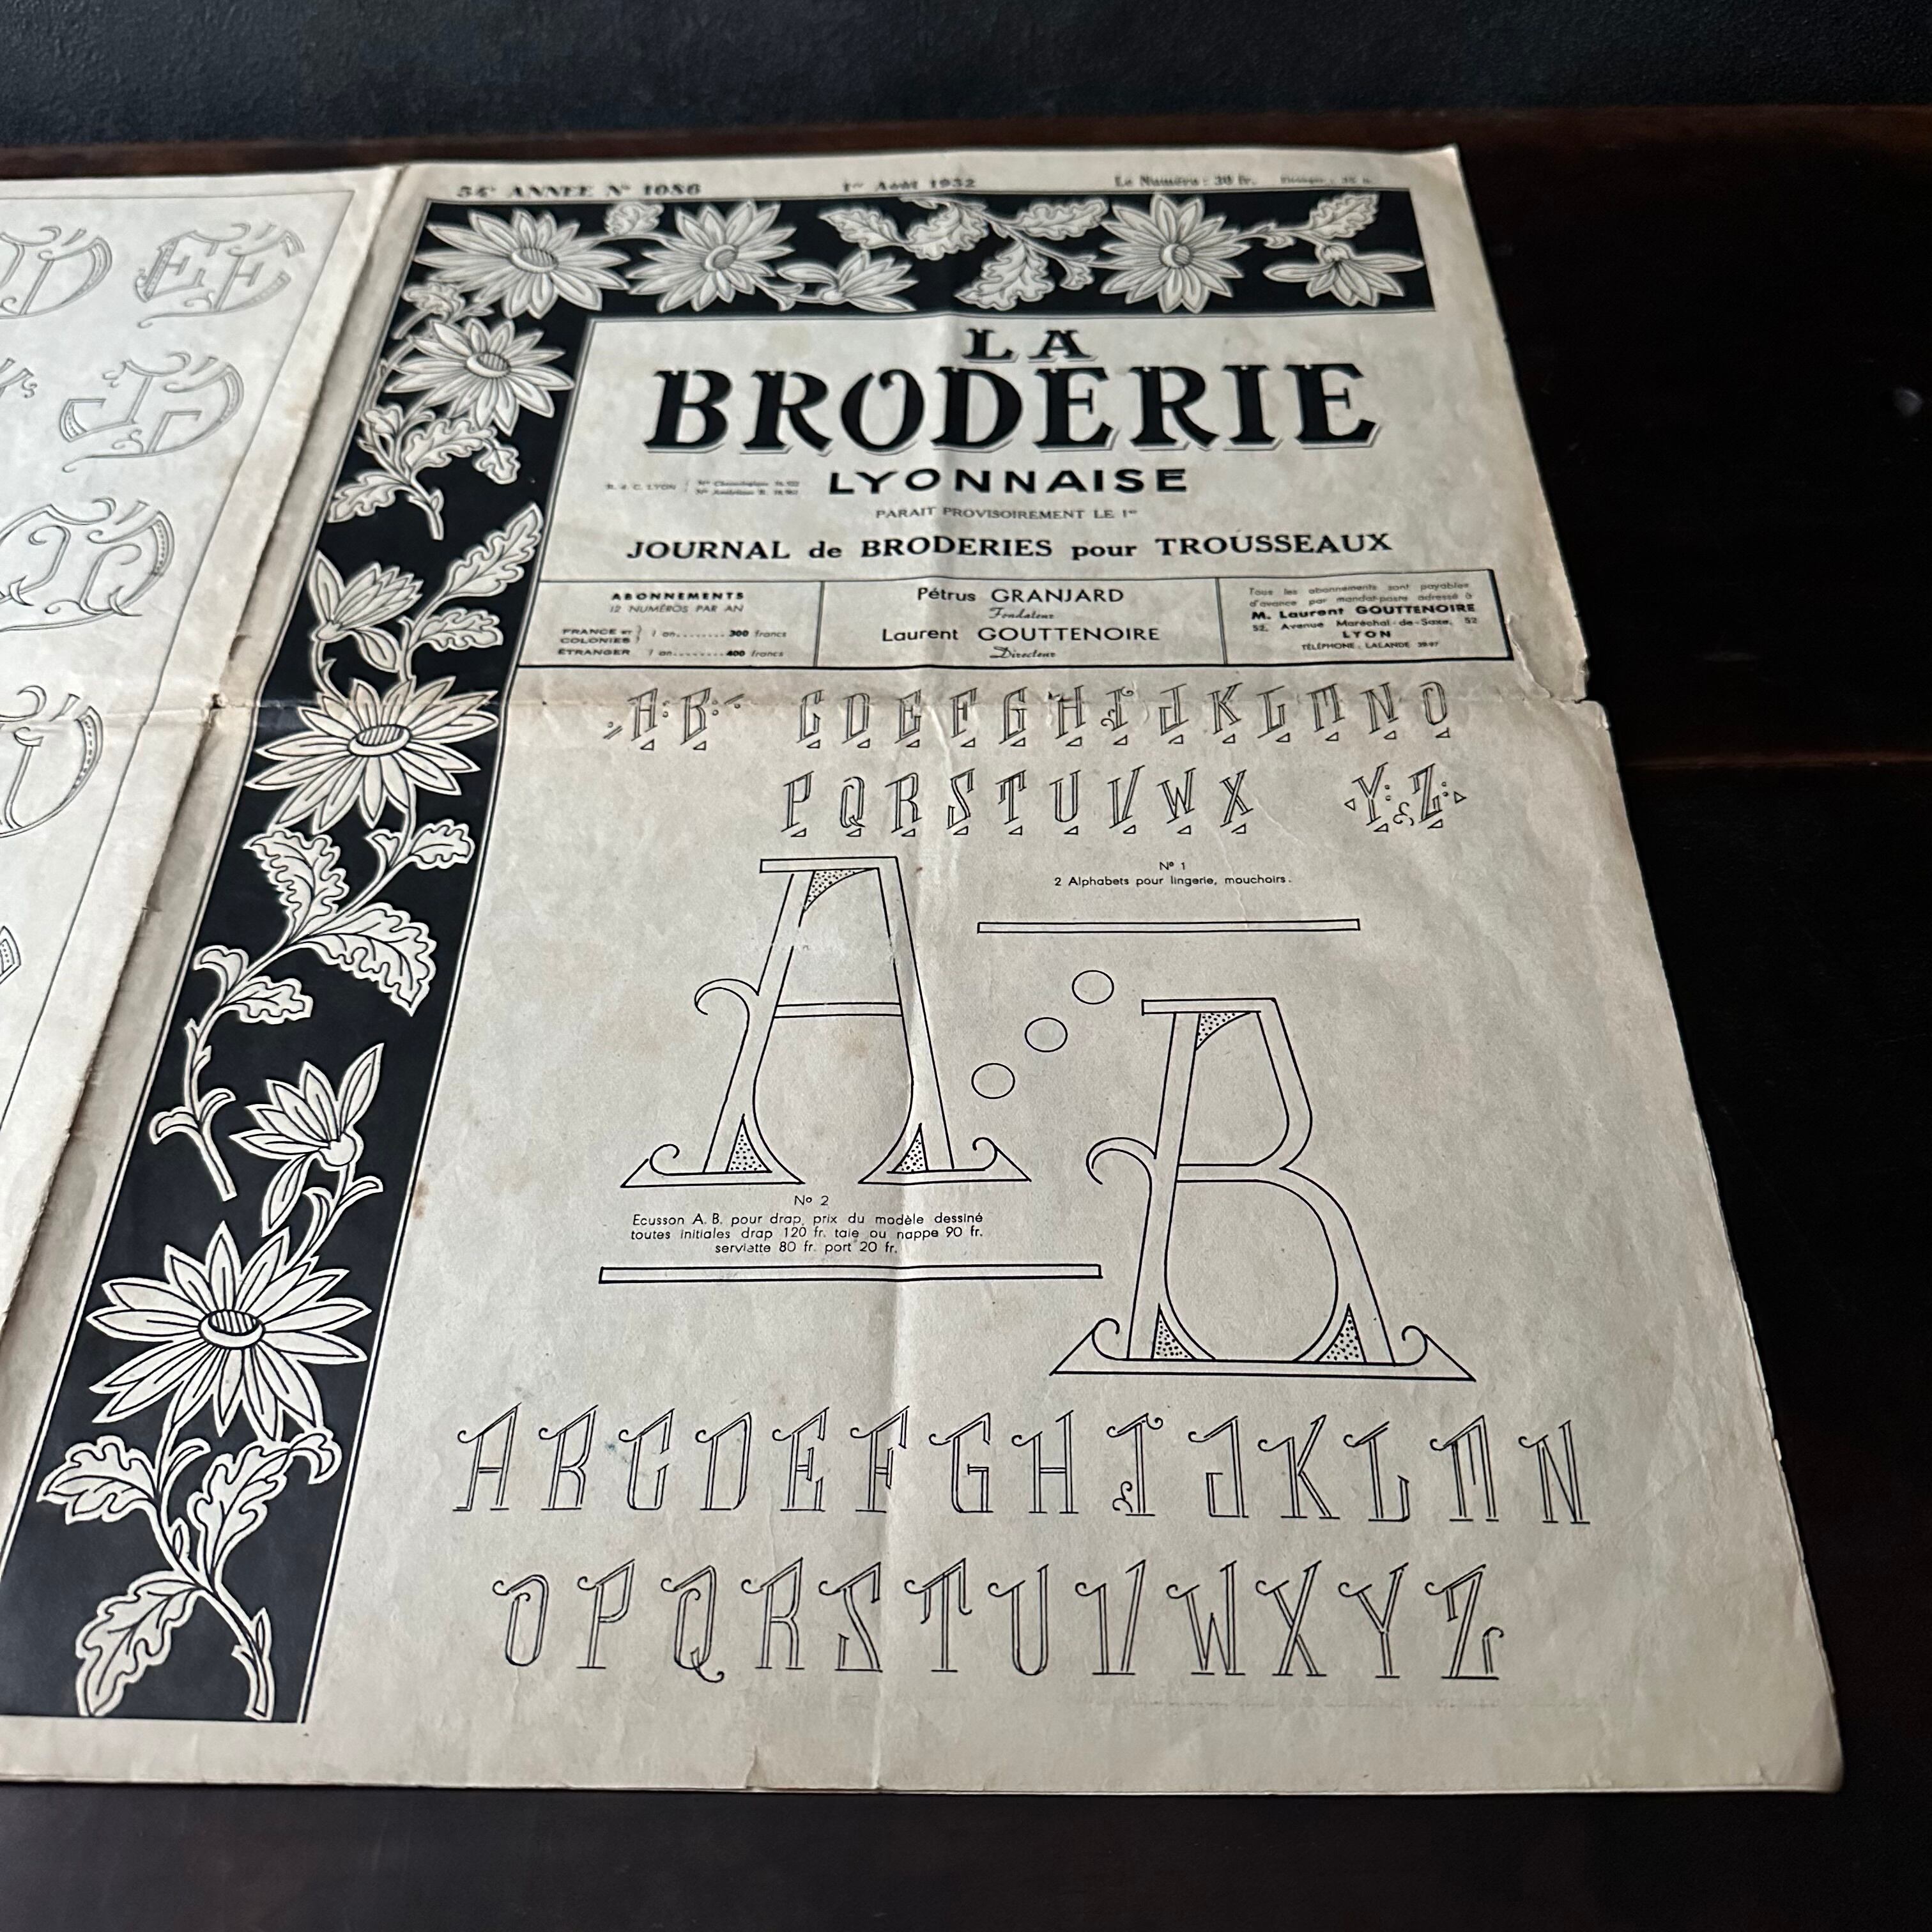 54e ANNEE No 1086
1er Août 1952
Le Numéro : 30 fr.
LA
BRODERIE
LYONNAISE
R. d. C. LYON
PARAIT PROVISOIREMENT LE 1er
JOURNAL de BRODERIES pour TROUSSEAUX
ABONNEMENTS
12 NUMÉROS PAR AN
FRANCE ET COLONIES } 1 an........ 300 francs
ÉTRANGER 1 an........ 400 francs
Pétrus GRANJARD
Fondateur
Laurent GOUTTENOIRE
Directeur
Tous les abonnements sont payables
d'avance par mandat-poste adressé à
M. Laurent GOUTTENOIRE
52, Avenue Maréchal-de-Saxe, 52
LYON
TÉLÉPHONE : LALANDE
A B C D E F G H I J K L M N O
P Q R S T U V W X Y & Z
No 1
2 Alphabets pour lingerie, mouchoirs.
A
B
No 2
Ecusson A. B. pour drap, prix du modèle dessiné
toutes initiales drap 120 fr. taie ou nappe 90 fr.
serviette 80 fr. port 20 fr.
A B C D E F G H I J K L M N
O P Q R S T U V W X Y Z